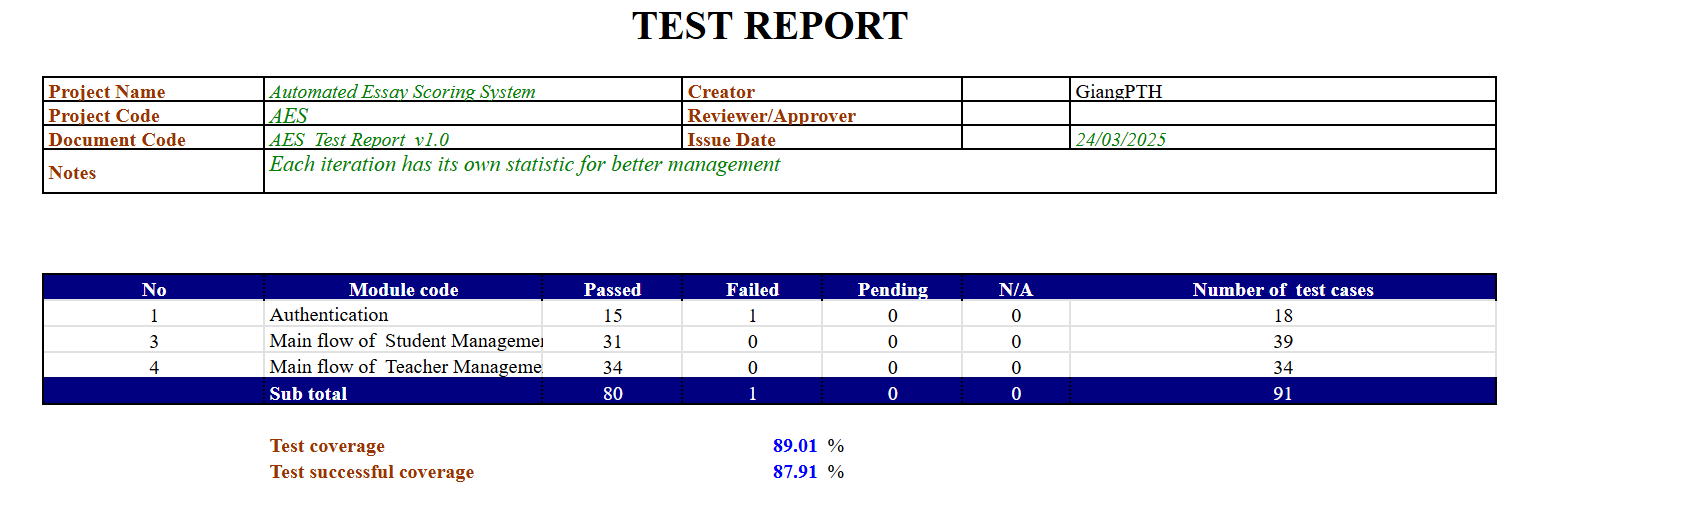 TEST REPORT
Project Name Automated Essay Scoring System Creator GiangPTH
Project Code AES Reviewer/Approver
Document Code AES_Test Report_v1.0 Issue Date 24/03/2025
Notes Each iteration has its own statistic for better management
No Module code Passed Failed Pending N/A Number of test cases
1 Authentication 15 1 0 0 18
3 Main flow of Student Managemen 31 0 0 0 39
4 Main flow of Teacher Manageme 34 0 0 0 34
Sub total 80 1 0 0 91
Test coverage 89.01 %
Test successful coverage 87.91 %